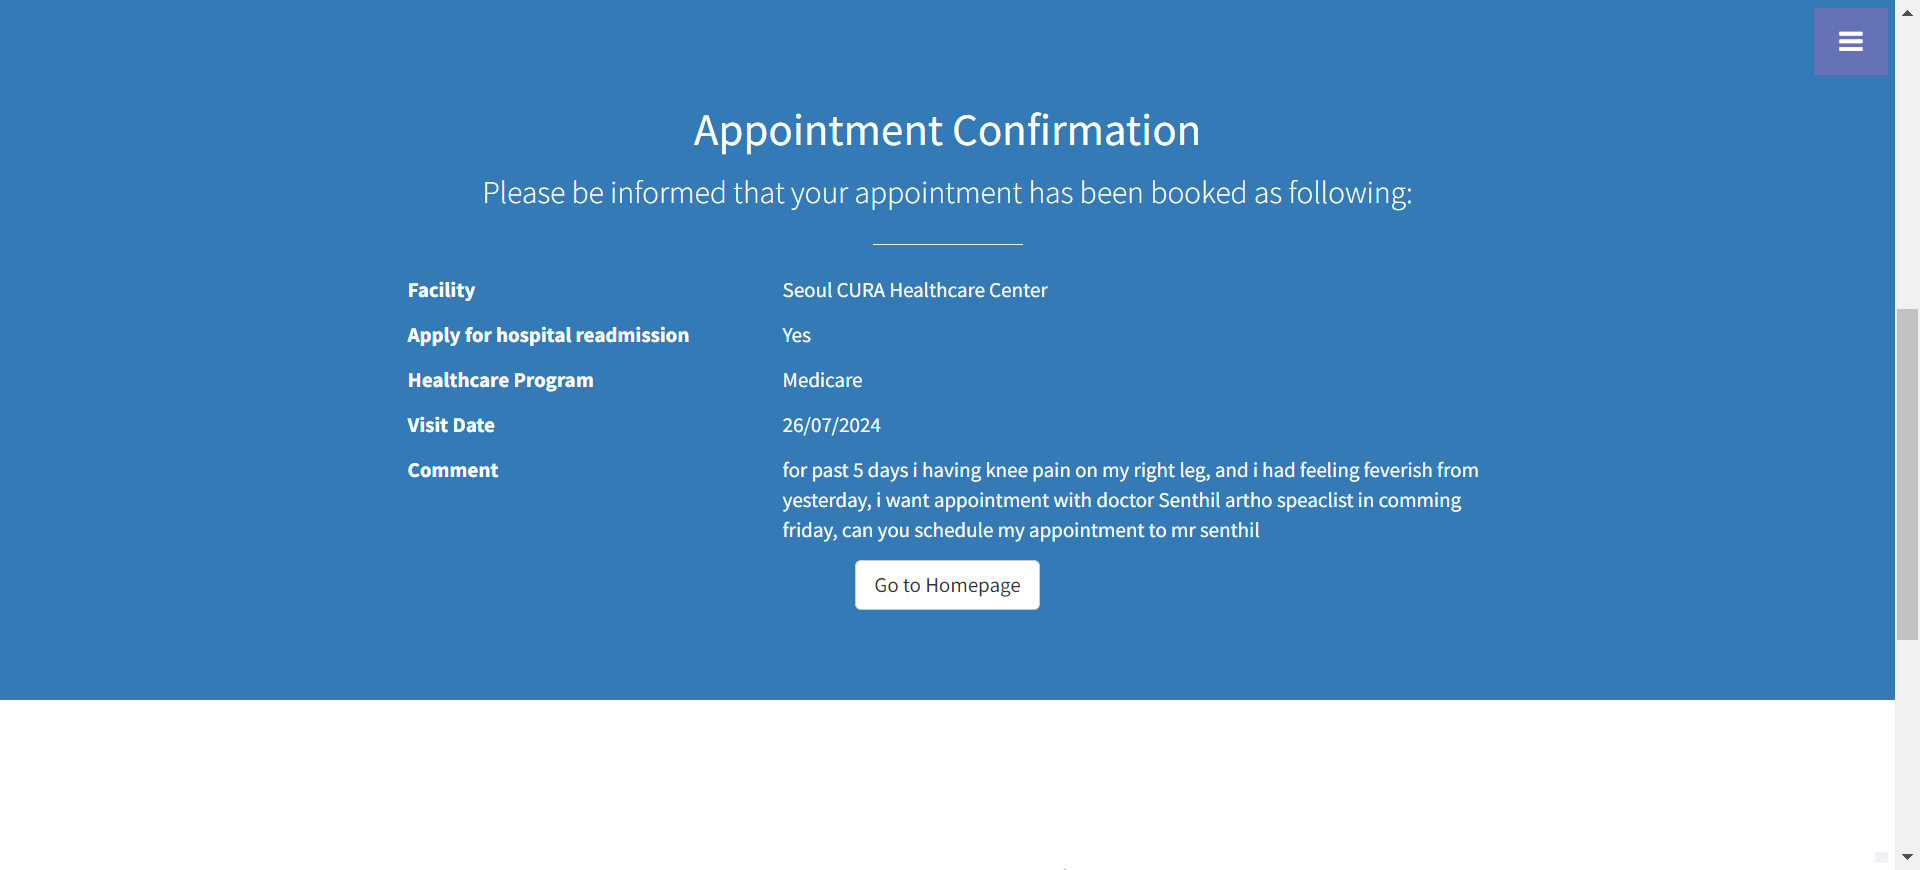 Appointment Confirmation
Please be informed that your appointment has been booked as following:
Facility Seoul CURA Healthcare Center
Apply for hospital readmission Yes
Healthcare Program Medicare
Visit Date 26/07/2024
Comment for past 5 days i having knee pain on my right leg, and i had feeling feverish from
yesterday, i want appointment with doctor Senthil artho speaclist in comming
friday, can you schedule my appointment to mr senthil
Go to Homepage